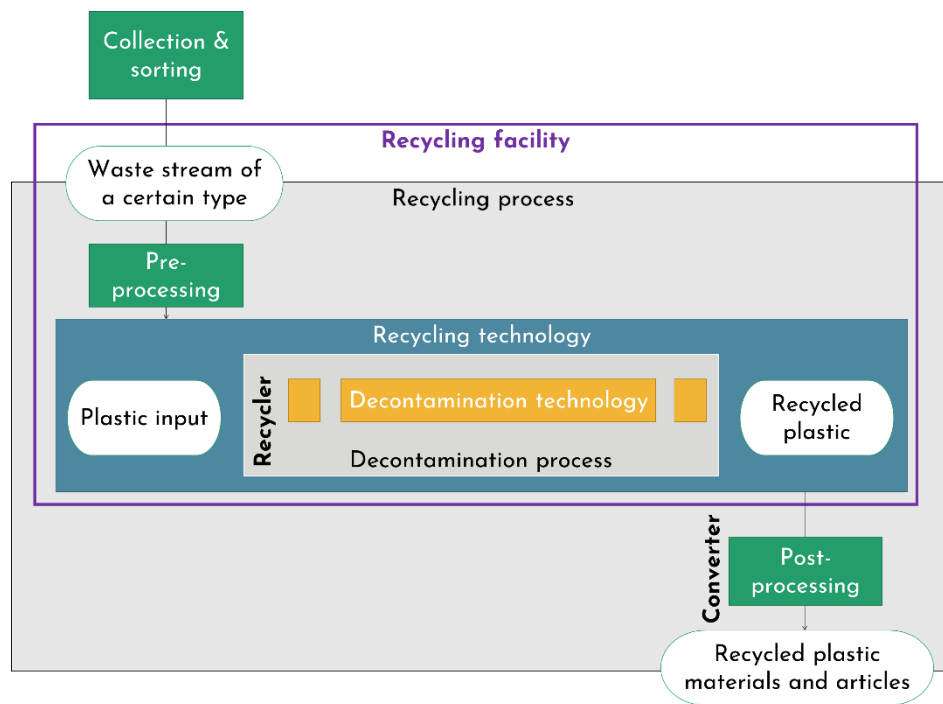 Collection &
sorting
Recycling facility
Waste stream of
a certain type
Recycling process
Pre-
processing
Recycling technology
Plastic input
Recycler
Decontamination technology
Decontamination process
Recycled
plastic
Converter
Post-
processing
Recycled plastic
materials and articles